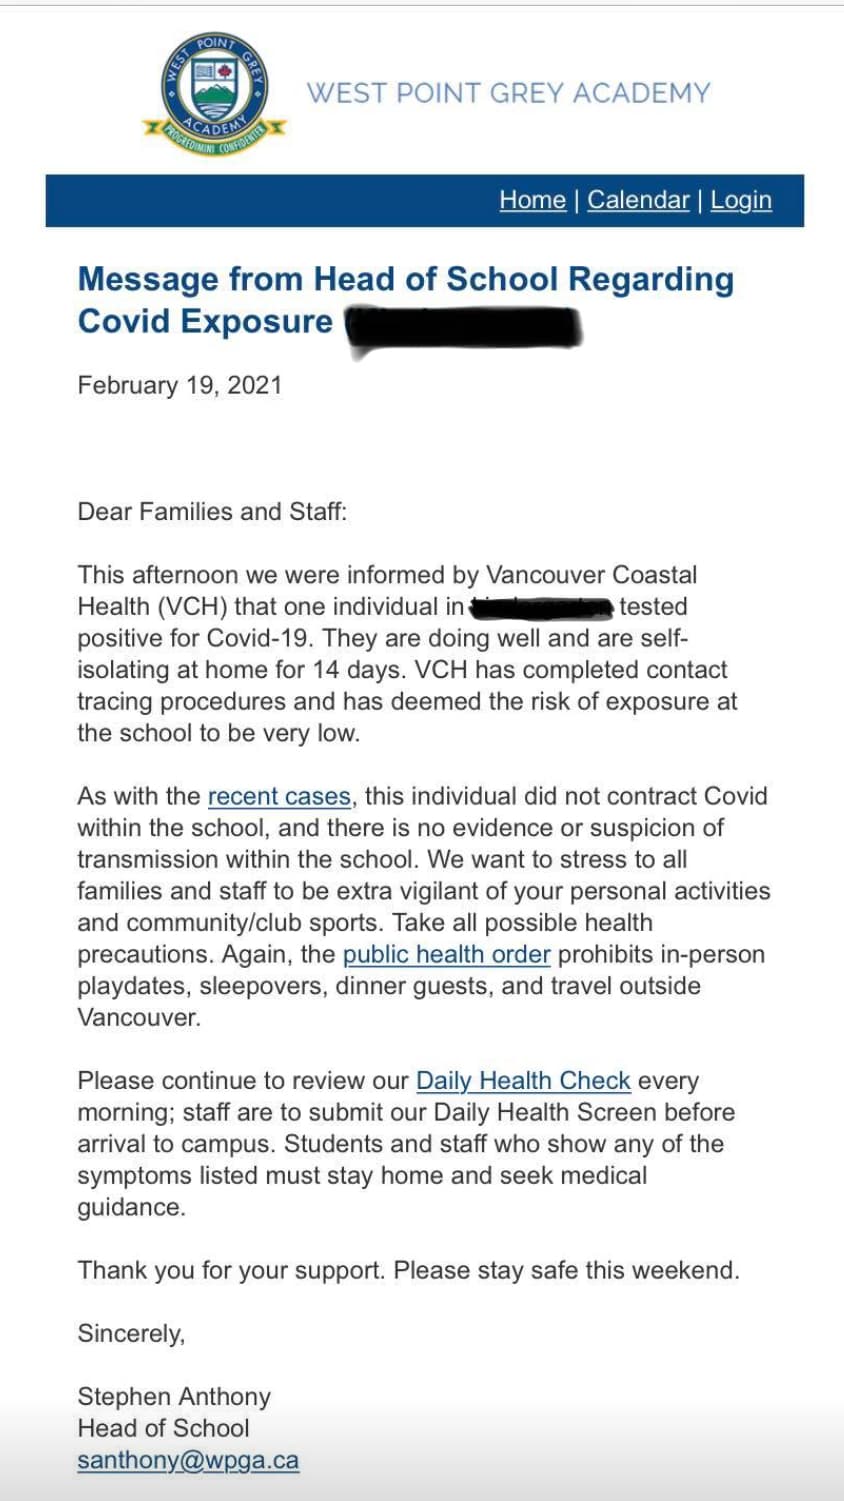 WEST POINT GREY
ACADEMY
PROGREDIMINI CONFIDENTER
WEST POINT GREY ACADEMY
Home | Calendar | Login
Message from Head of School Regarding
Covid Exposure
February 19, 2021
Dear Families and Staff:
This afternoon we were informed by Vancouver Coastal
Health (VCH) that one individual in tested
positive for Covid-19. They are doing well and are self-
isolating at home for 14 days. VCH has completed contact
tracing procedures and has deemed the risk of exposure at
the school to be very low.
As with the recent cases, this individual did not contract Covid
within the school, and there is no evidence or suspicion of
transmission within the school. We want to stress to all
families and staff to be extra vigilant of your personal activities
and community/club sports. Take all possible health
precautions. Again, the public health order prohibits in-person
playdates, sleepovers, dinner guests, and travel outside
Vancouver.
Please continue to review our Daily Health Check every
morning; staff are to submit our Daily Health Screen before
arrival to campus. Students and staff who show any of the
symptoms listed must stay home and seek medical
guidance.
Thank you for your support. Please stay safe this weekend.
Sincerely,
Stephen Anthony
Head of School
santhony@wpga.ca